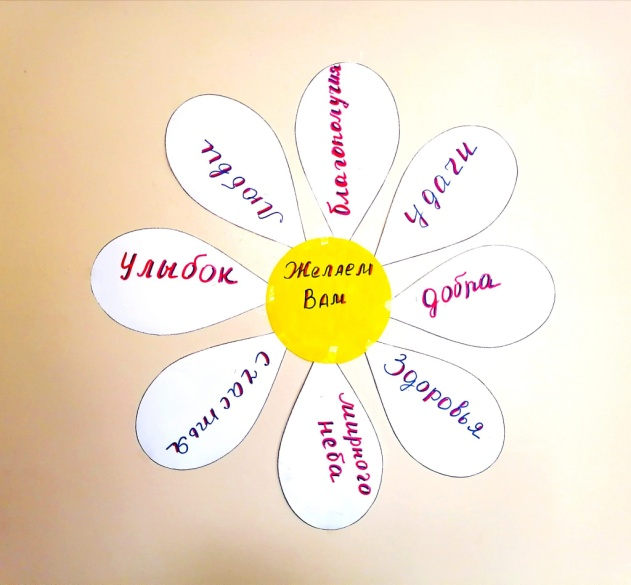 Желаем
Вам
благополучия
удачи
добра
Здоровья
мирного
неба
счастья
Улыбок
Любви